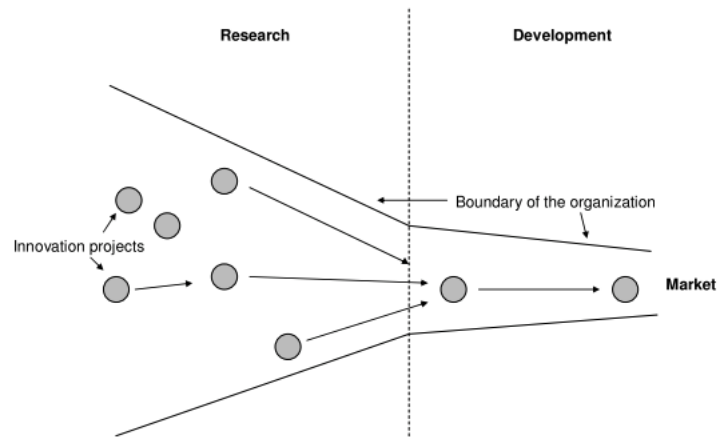 Research
Development
Boundary of the organization
Innovation projects
Market